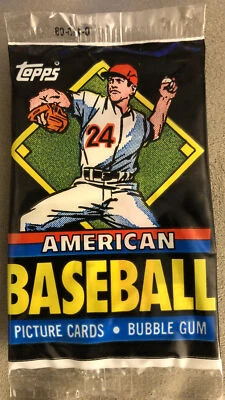 Topps
24
AMERICAN
BASEBALL
PICTURE CARDS • BUBBLE GUM